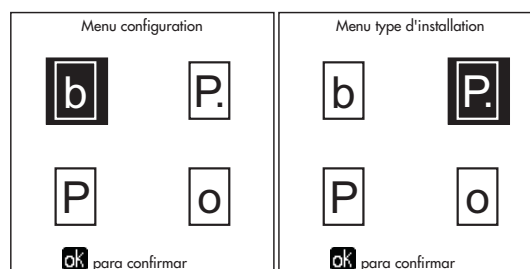 Menu configuration
b P.
P o
ok para confirmar
Menu type d'installation
b P.
P o
ok para confirmar